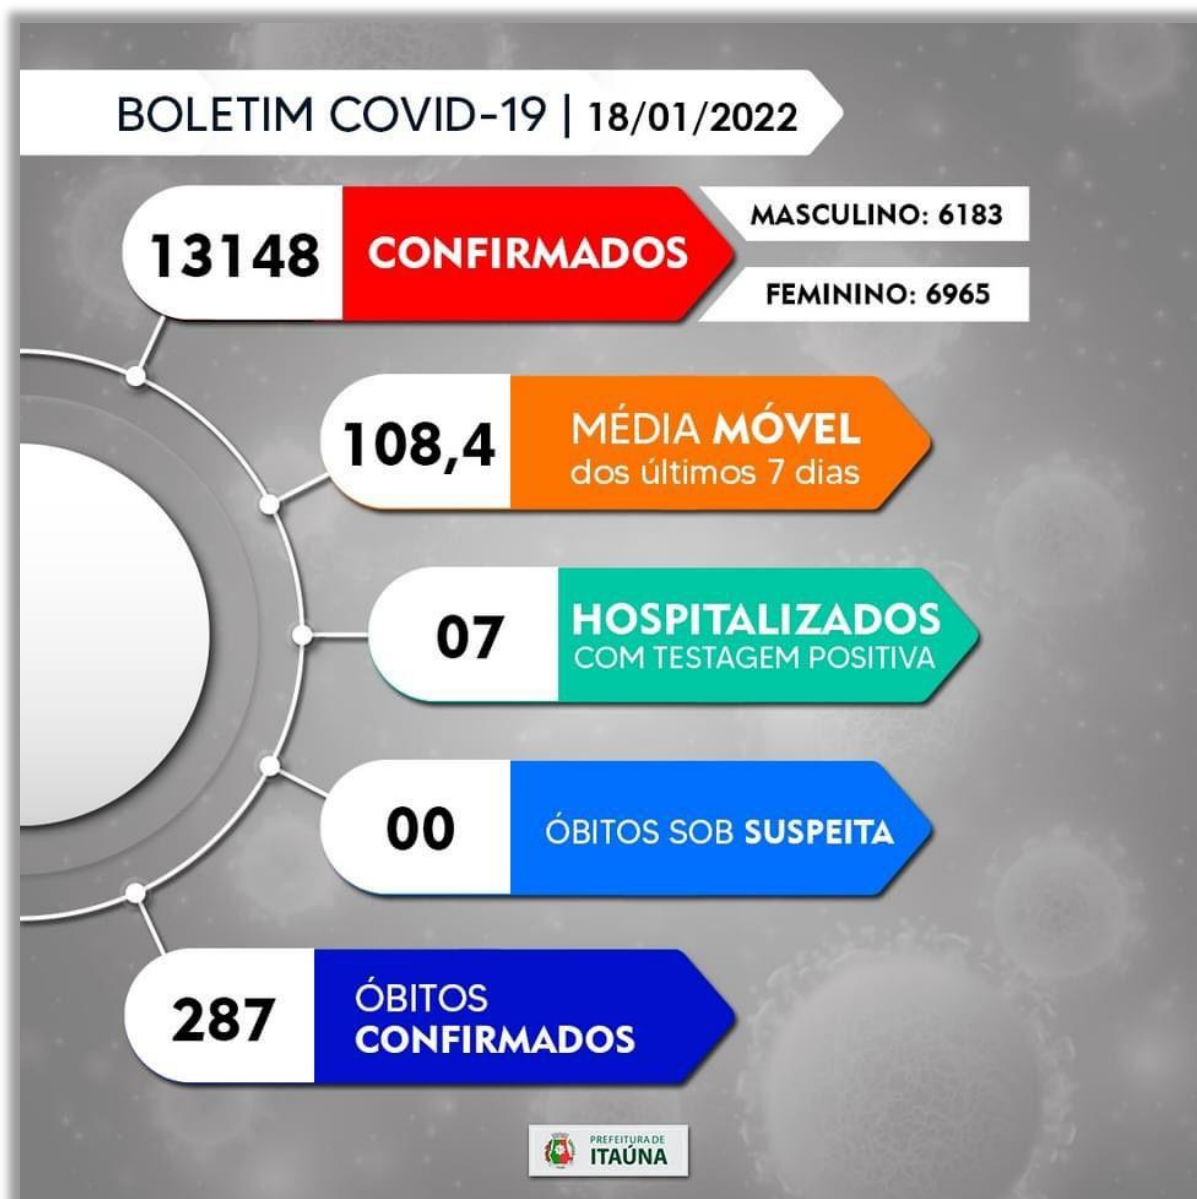 BOLETIM COVID-19 | 18/01/2022
13148 CONFIRMADOS
MASCULINO: 6183
FEMININO: 6965
108,4
MÉDIA MÓVEL
dos últimos 7 dias
07
HOSPITALIZADOS
COM TESTAGEM POSITIVA
00 ÓBITOS SOB SUSPEITA
287
ÓBITOS
CONFIRMADOS
PREFEITURA DE
ITAÚNA